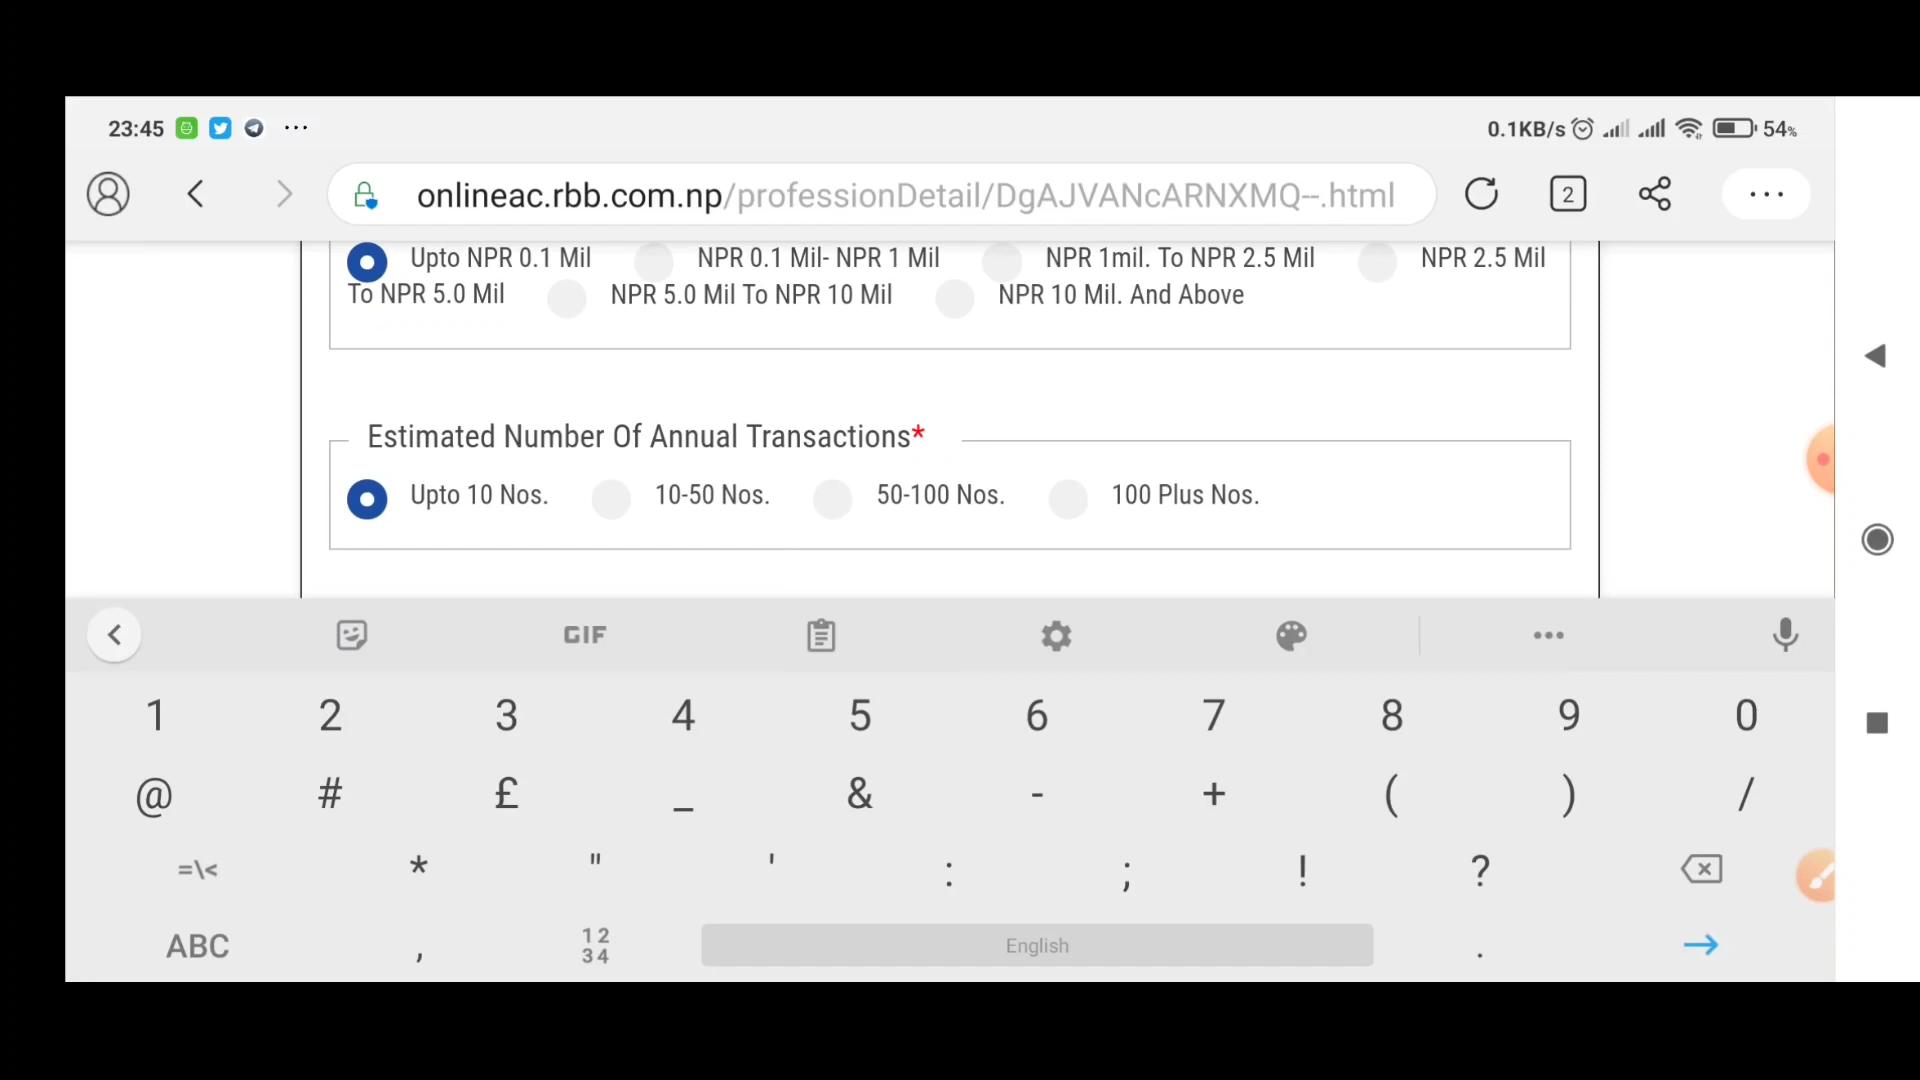 23:45 ... 0.1KB/s 54%
onlineac.rbb.com.np/professionDetail/DgAJVANcARNXMQ--.html 2 ...
Upto NPR 0.1 Mil NPR 0.1 Mil- NPR 1 Mil NPR 1mil. To NPR 2.5 Mil NPR 2.5 Mil
To NPR 5.0 Mil NPR 5.0 Mil To NPR 10 Mil NPR 10 Mil. And Above
Estimated Number Of Annual Transactions*
Upto 10 Nos. 10-50 Nos. 50-100 Nos. 100 Plus Nos.
GIF ...
1 2 3 4 5 6 7 8 9 0
@ # £ _ & - + ( ) /
=\< * " ' : ; ! ?
ABC , 12 34 English .